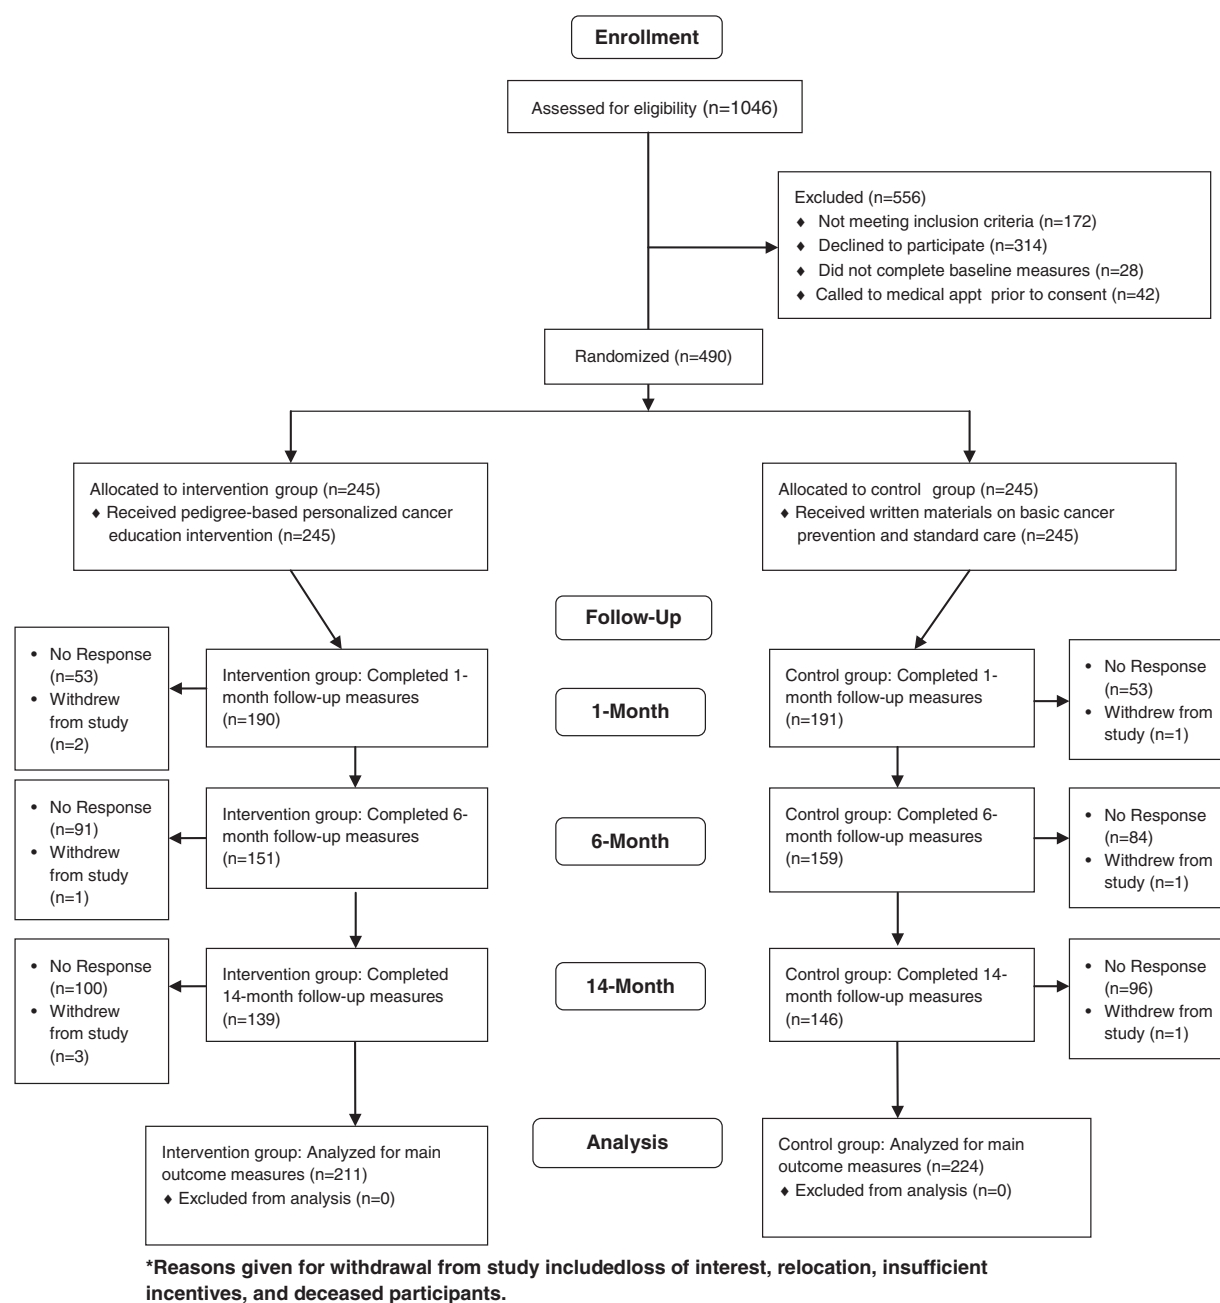 Enrollment
Assessed for eligibility (n=1046)
Excluded (n=556)
♦ Not meeting inclusion criteria (n=172)
♦ Declined to participate (n=314)
♦ Did not complete baseline measures (n=28)
♦ Called to medical appt prior to consent (n=42)
Randomized (n=490)
Allocated to intervention group (n=245)
♦ Received pedigree-based personalized cancer
education intervention (n=245)
Allocated to control group (n=245)
♦ Received written materials on basic cancer
prevention and standard care (n=245)
Follow-Up
• No Response
(n=53)
• Withdrew
from study
(n=2)
Intervention group: Completed 1-
month follow-up measures
(n=190)
1-Month
Control group: Completed 1-
month follow-up measures
(n=191)
• No Response
(n=53)
• Withdrew from
study (n=1)
• No Response
(n=91)
• Withdrew
from study
(n=1)
Intervention group: Completed 6-
month follow-up measures
(n=151)
6-Month
Control group: Completed 6-
month follow-up measures
(n=159)
• No Response
(n=84)
• Withdrew from
study (n=1)
• No Response
(n=100)
• Withdrew
from study
(n=3)
Intervention group: Completed
14-month follow-up measures
(n=139)
14-Month
Control group: Completed 14-
month follow-up measures
(n=146)
• No Response
(n=96)
• Withdrew from
study (n=1)
Analysis
Intervention group: Analyzed for main
outcome measures (n=211)
♦ Excluded from analysis (n=0)
Control group: Analyzed for main
outcome measures (n=224)
♦ Excluded from analysis (n=0)
*Reasons given for withdrawal from study includedloss of interest, relocation, insufficient
incentives, and deceased participants.